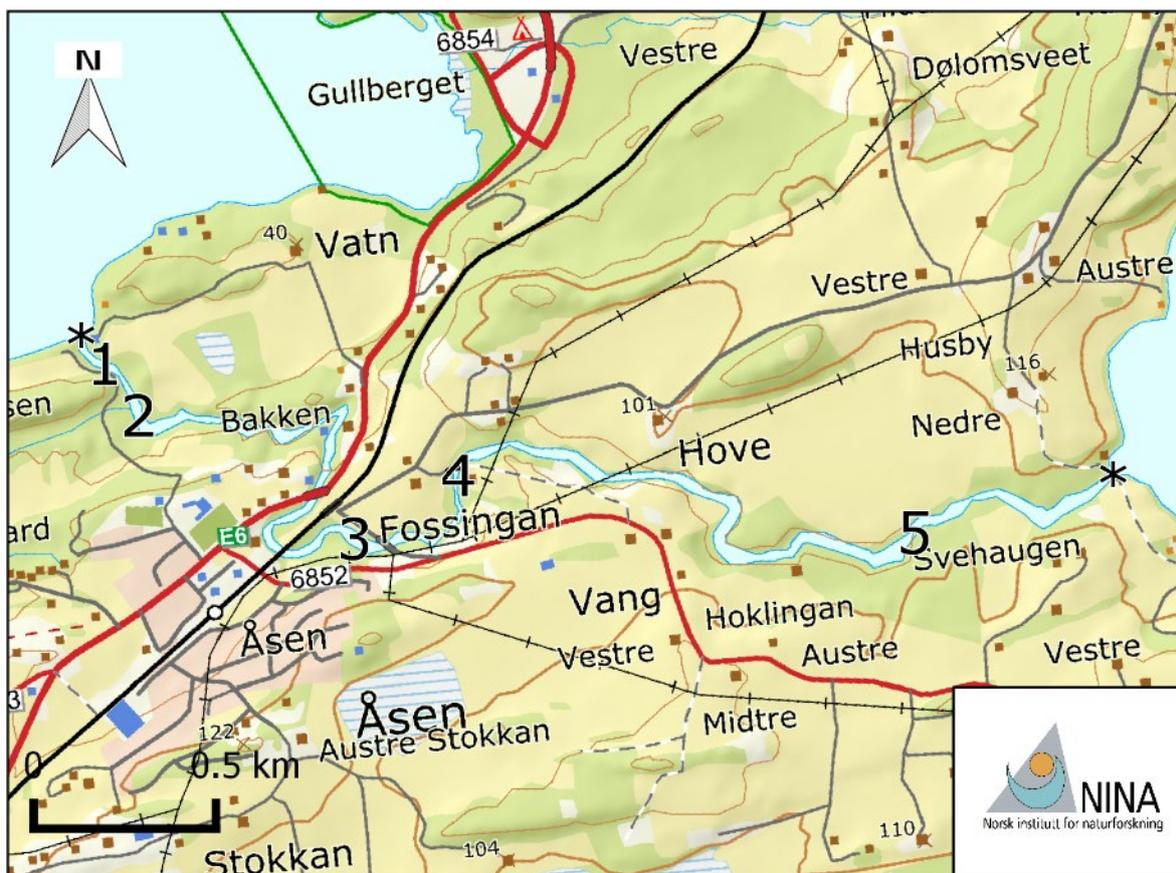 N
6854
Vestre
Dølomsveet
Gullberget
40
Vatn
Vestre
Austre
*
1
Husby
116
sen
2
Bakken
101
Nedre
Hove
4
*
ard
E6
3
Fossingan
5
Svehaugen
6852
Vang
Hoklingan
Åsen
Vestre
Austre
Vestre
3
Åsen
Midtre
122
Austre Stokkan
0
0.5 km
NINA
Norsk institutt for naturforskning
110
104
Stokkan